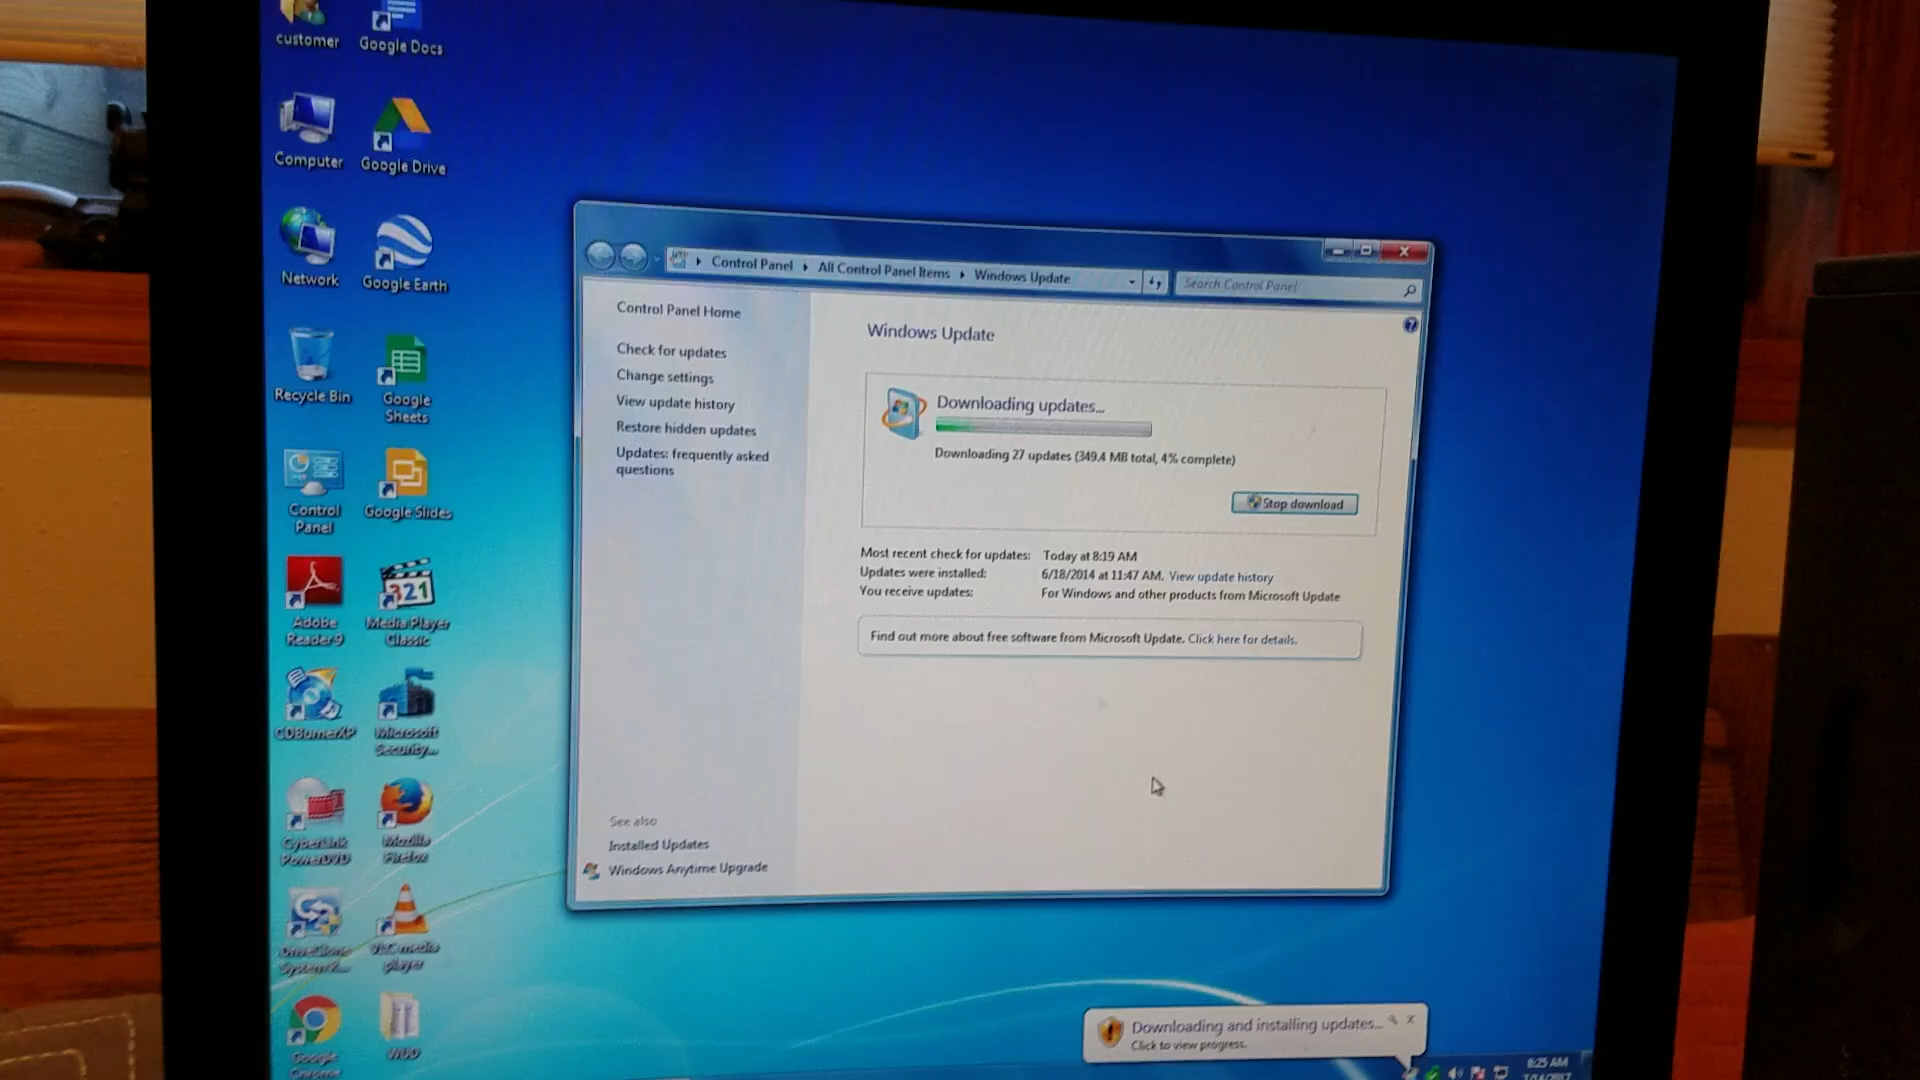 customer
Google Docs
Computer
Google Drive
Network
Google Earth
Recycle Bin
Google
Sheets
Control
Panel
Google Slides
Adobe
Reader 9
Media Player
Classic
CDBurnerXP
Microsoft
Security...
CyberLink
PowerDVD
Mozilla
Firefox
System
VLC media
player
Google
Chrome
WUD
Control Panel
All Control Panel Items
Windows Update
Search Control Panel
Control Panel Home
Check for updates
Change settings
View update history
Restore hidden updates
Updates: frequently asked
questions
See also
Installed Updates
Windows Anytime Upgrade
Windows Update
Downloading updates...
Downloading 27 updates (349.4 MB total, 4% complete)
Stop download
Most recent check for updates: Today at 8:19 AM
Updates were installed: 6/18/2014 at 11:47 AM. View update history
You receive updates: For Windows and other products from Microsoft Update
Find out more about free software from Microsoft Update. Click here for details.
Downloading and installing updates...
Click to view progress.
8:25 AM